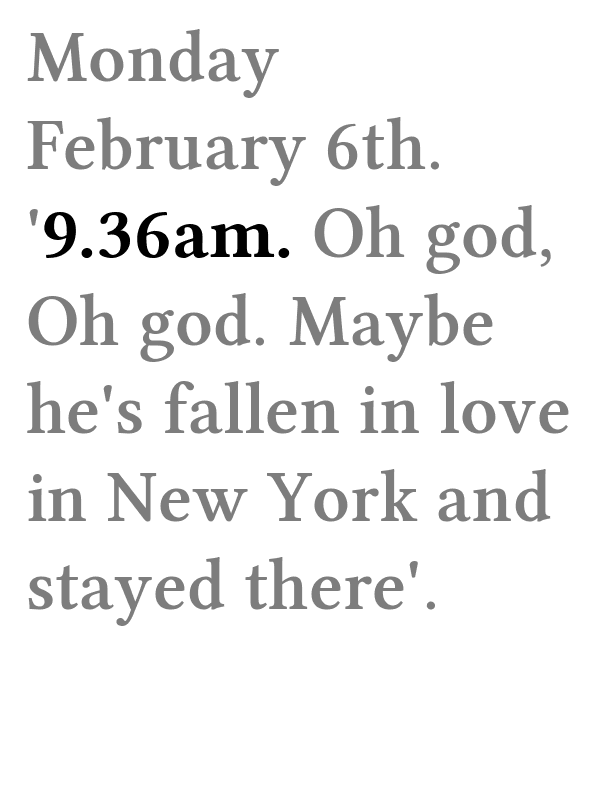 Monday
February 6th.
'9.36am. Oh god,
Oh god. Maybe
he's fallen in love
in New York and
stayed there'.